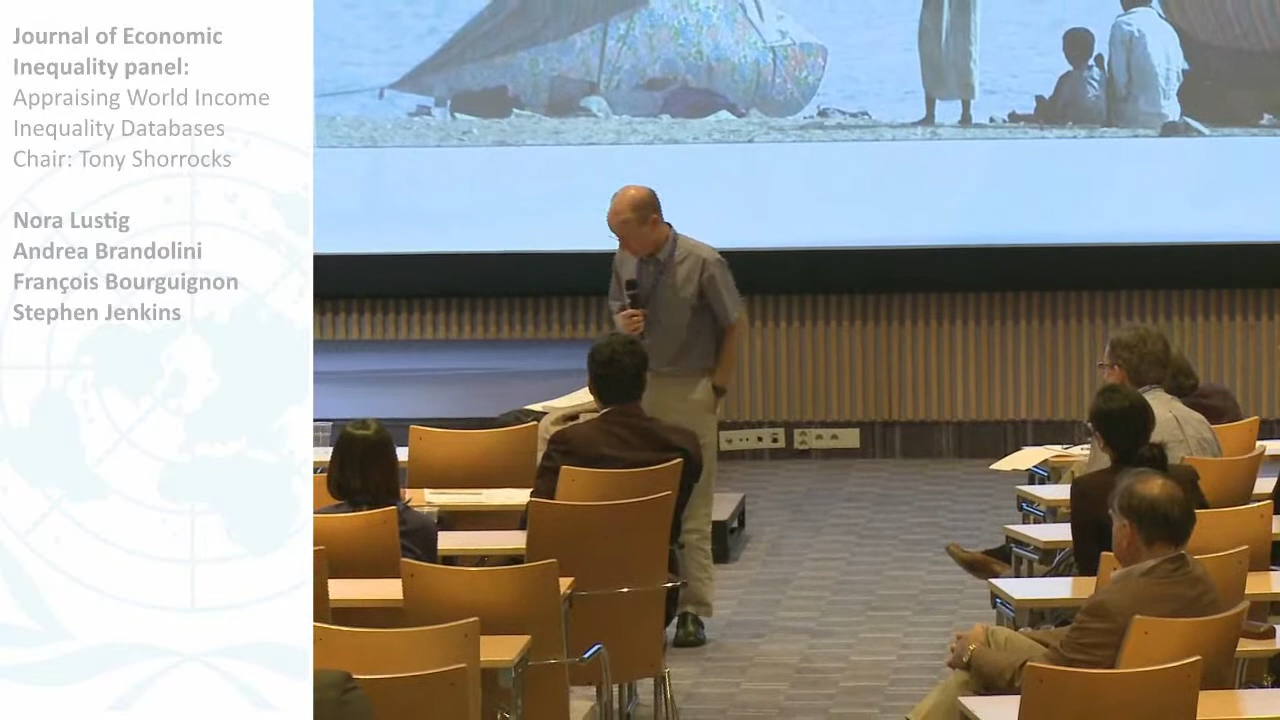 Journal of Economic
Inequality panel:
Appraising World Income
Inequality Databases
Chair: Tony Shorrocks
Nora Lustig
Andrea Brandolini
François Bourguignon
Stephen Jenkins